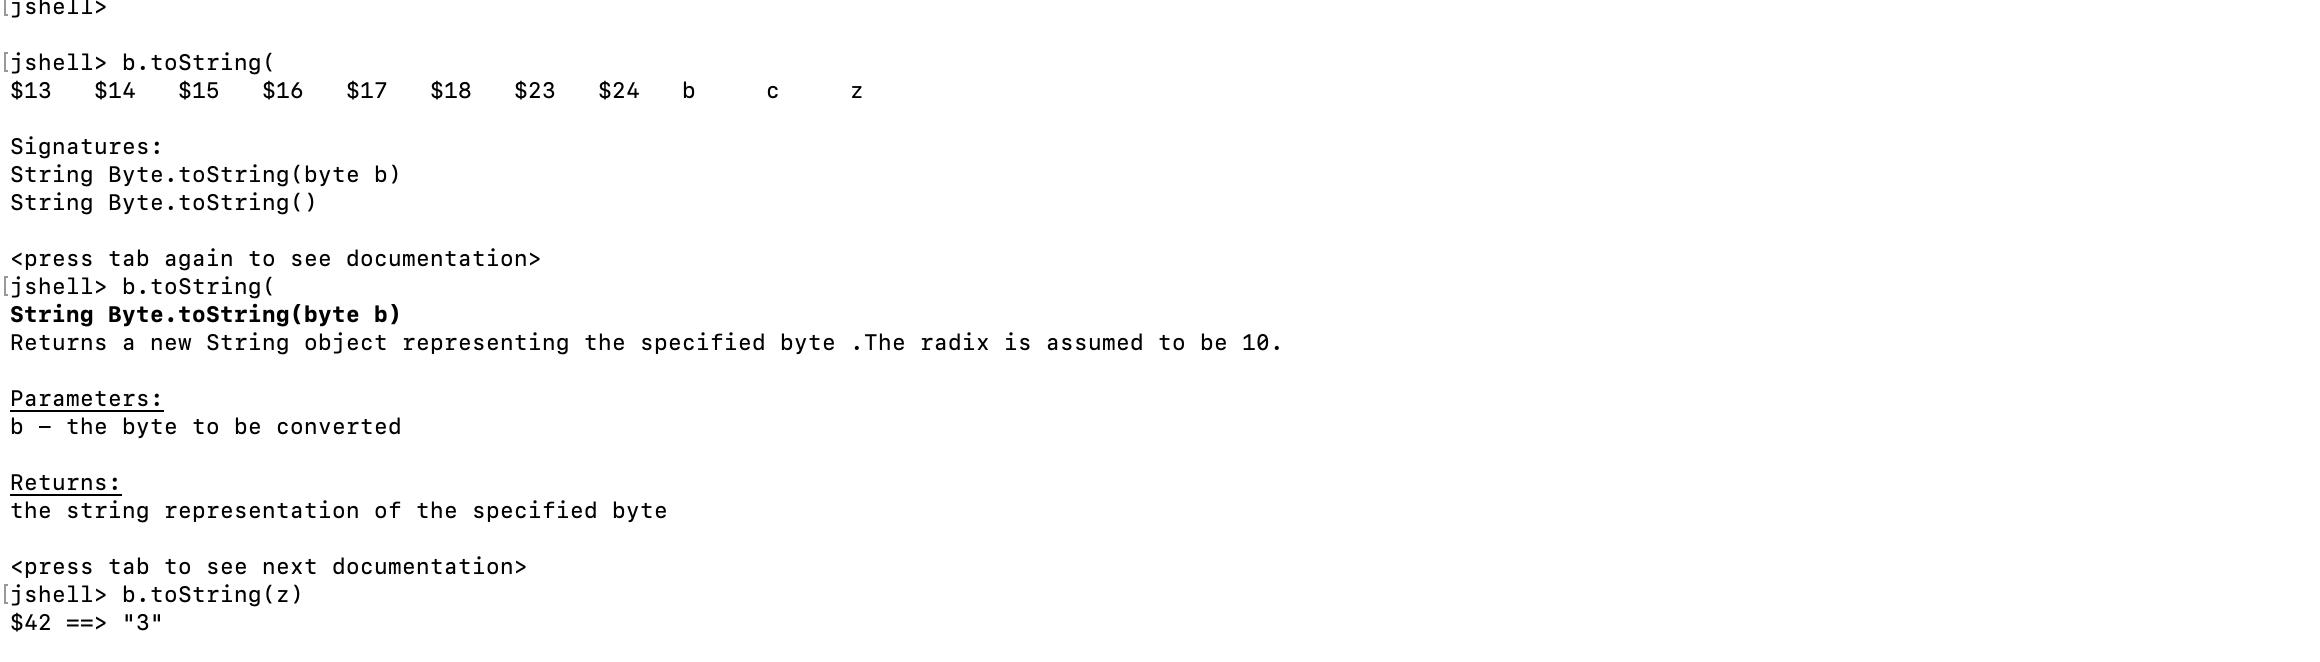 [jshell>
[jshell> b.toString(
$13   $14   $15   $16   $17   $18   $23   $24   b     c     z
Signatures:
String Byte.toString(byte b)
String Byte.toString()
<press tab again to see documentation>
[jshell> b.toString(
String Byte.toString(byte b)
Returns a new String object representing the specified byte .The radix is assumed to be 10.
Parameters:
b – the byte to be converted
Returns:
the string representation of the specified byte
<press tab to see next documentation>
[jshell> b.toString(z)
$42 ==> "3"